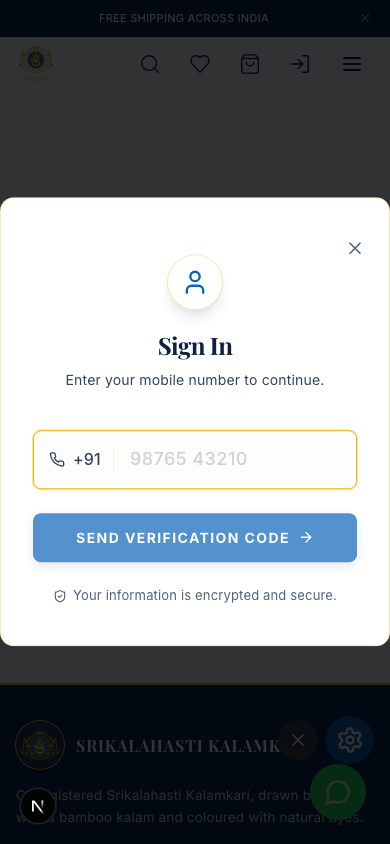 FREE SHIPPING ACROSS INDIA
Sign In
Enter your mobile number to continue.
+91 98765 43210
SEND VERIFICATION CODE
Your information is encrypted and secure.
SRIKALAHASTI
registered Srikalahasti Kalamkari, drawn
bamboo kalam and coloured with natural dyes.
N